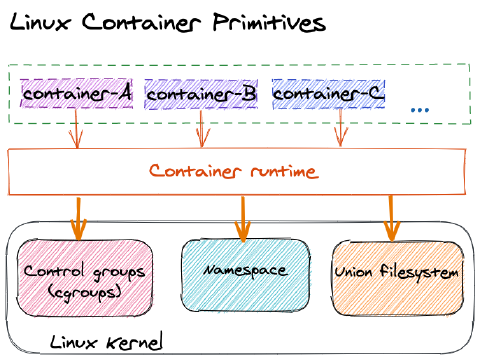 Linux Container Primitives
container-A
container-B
container-C
...
Container runtime
Control groups
(cgroups)
Namespace
Union filesystem
Linux Kernel